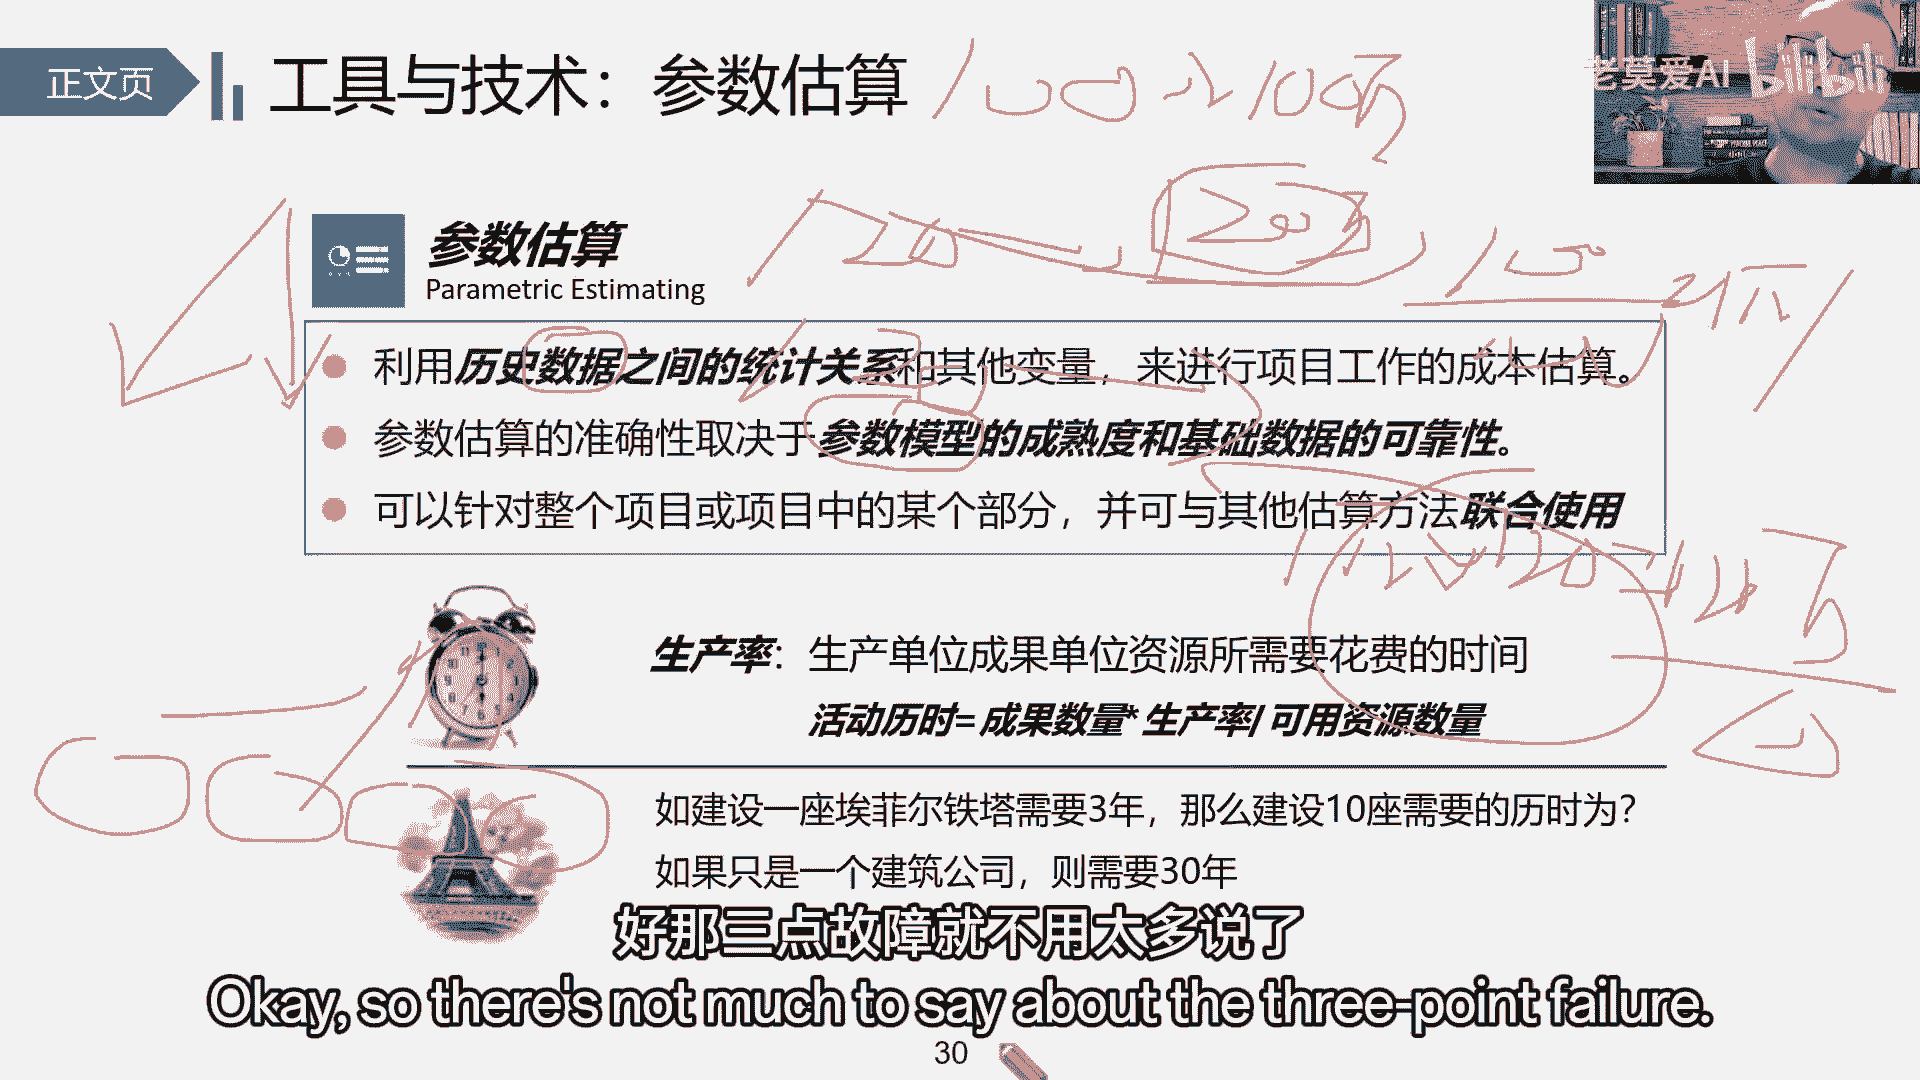 正文页
工具与技术：参数估算
老莫爱AI bilibili
参数估算
Parametric Estimating
利用历史数据之间的统计关系和其他变量，来进行项目工作的成本估算。
参数估算的准确性取决于参数模型的成熟度和基础数据的可靠性。
可以针对整个项目或项目中的某个部分，并可与其他估算方法联合使用
生产率：生产单位成果单位资源所需要花费的时间
活动历时=成果数量*生产率/可用资源数量
如建设一座埃菲尔铁塔需要3年，那么建设10座需要的历时为？
如果只是一个建筑公司，则需要30年
好那三点故障就不用太多说了
Okay, so there's not much to say about the three-point failure.
30